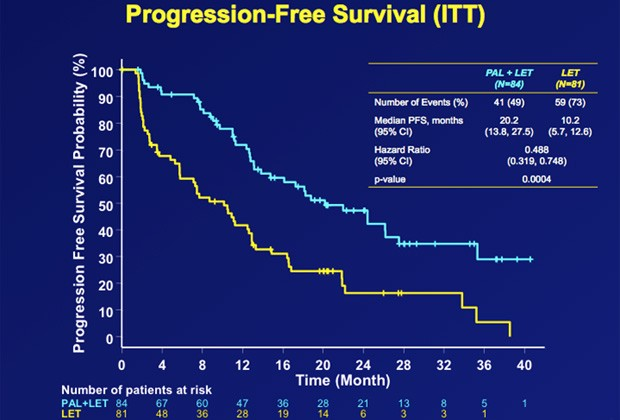 Progression-Free Survival (ITT)
Progression Free Survival Probability (%)
100
90
80
70
60
50
40
30
20
10
0
PAL + LET LET
(N=84) (N=81)
Number of Events (%) 41 (49) 59 (73)
Median PFS, months 20.2 10.2
(95% CI) (13.8, 27.5) (5.7, 12.6)
Hazard Ratio 0.488
(95% CI) (0.319, 0.748)
p-value 0.0004
0 4 8 12 16 20 24 28 32 36 40
Time (Month)
Number of patients at risk
PAL+LET 84 67 60 47 36 28 21 13 8 5 1
LET 81 48 36 28 19 14 6 3 3 1